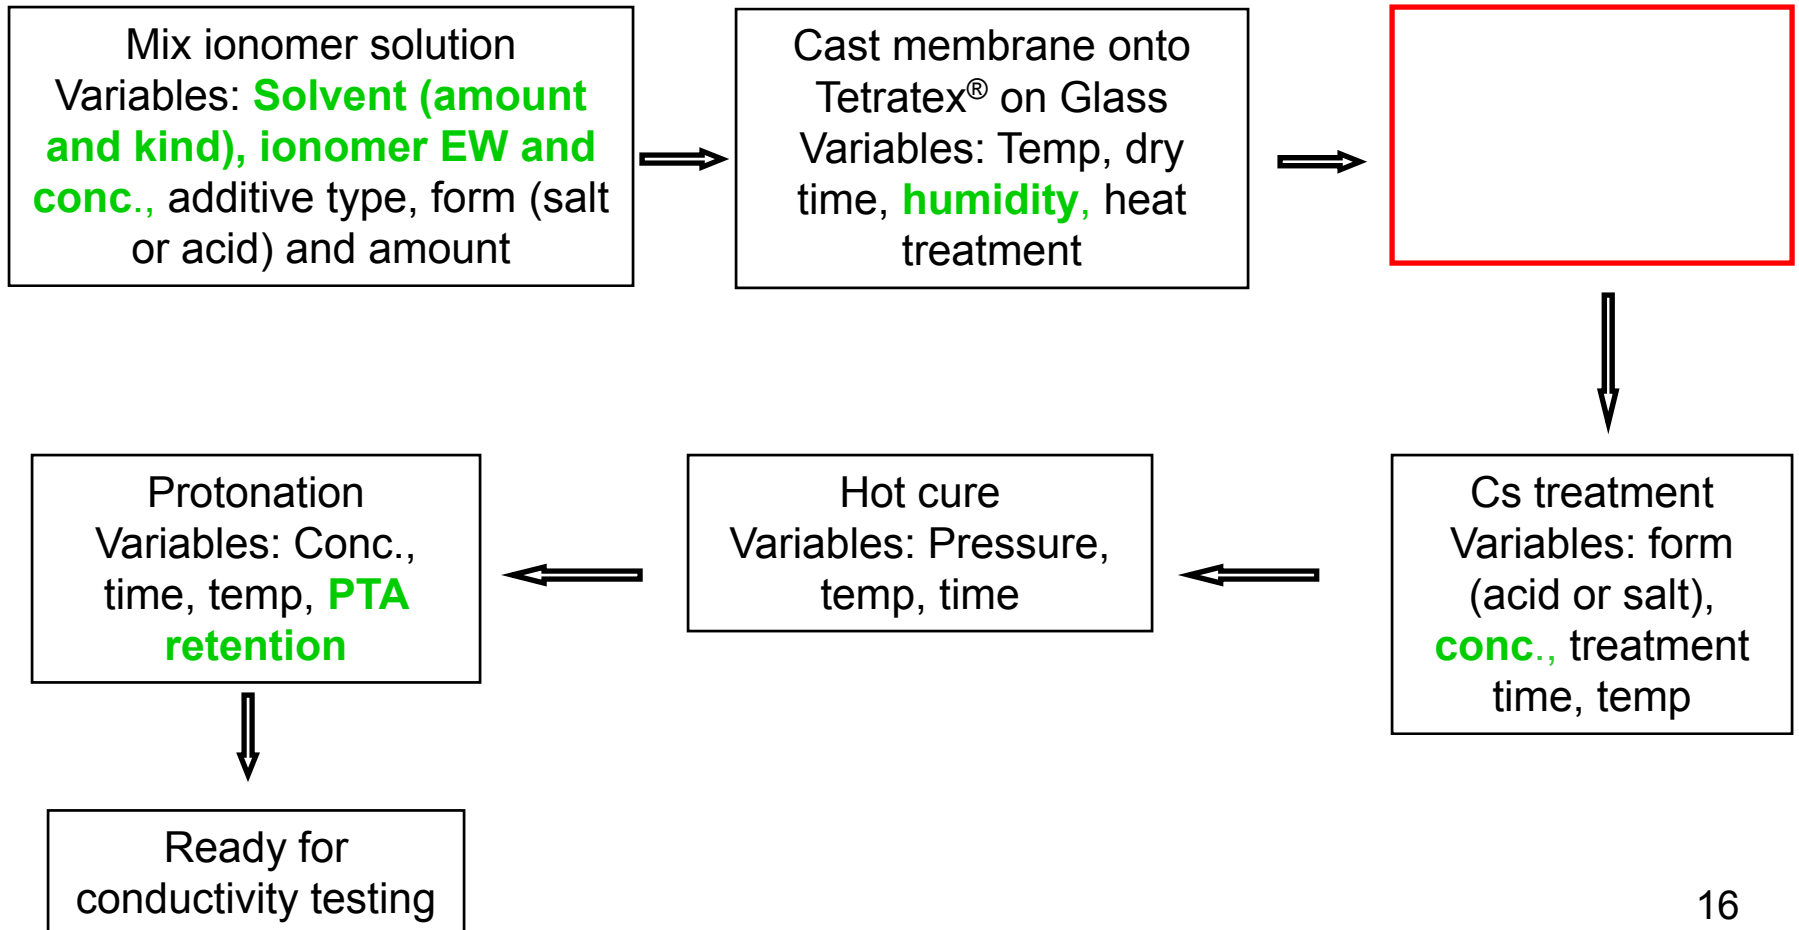 Mix ionomer solution
Variables: Solvent (amount
and kind), ionomer EW and
conc., additive type, form (salt
or acid) and amount
Cast membrane onto
Tetratex® on Glass
Variables: Temp, dry
time, humidity, heat
treatment
Cs treatment
Variables: form
(acid or salt),
conc., treatment
time, temp
Hot cure
Variables: Pressure,
temp, time
Protonation
Variables: Conc.,
time, temp, PTA
retention
Ready for
conductivity testing
16